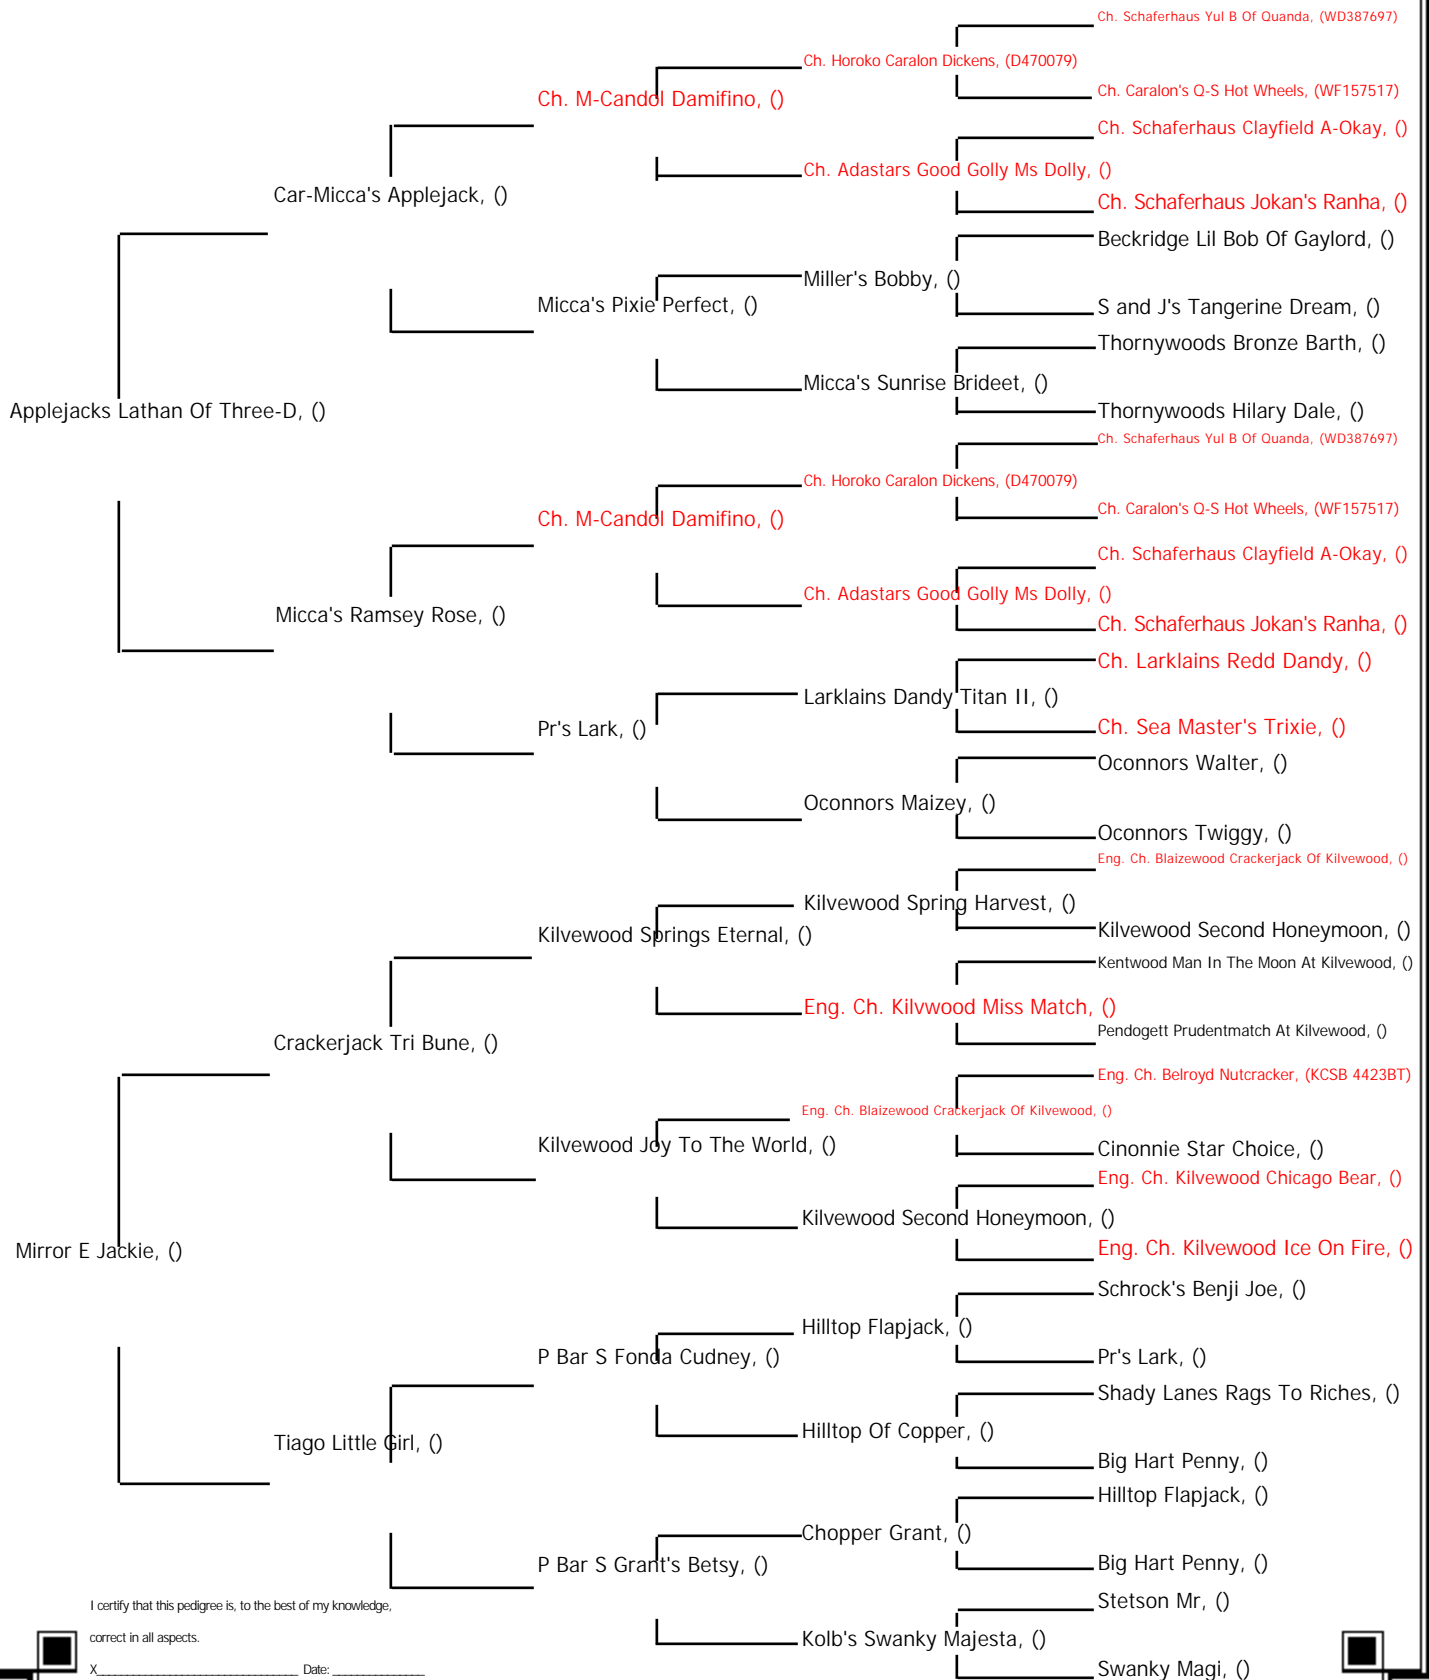 Ch. Schaferhaus Yul B Of Quanda, (WD387697)
Ch. Horoko Caralon Dickens, (D470079)
Ch. Caralon's Q-S Hot Wheels, (WF157517)
Ch. M-Candol Damifino, ()
Ch. Schaferhaus Clayfield A-Okay, ()
Ch. Adastars Good Golly Ms Dolly, ()
Car-Micca's Applejack, ()
Ch. Schaferhaus Jokan's Ranha, ()
Beckridge Lil Bob Of Gaylord, ()
Miller's Bobby, ()
Micca's Pixie Perfect, ()
S and J's Tangerine Dream, ()
Thornywoods Bronze Barth, ()
Micca's Sunrise Brideet, ()
Applejacks Lathan Of Three-D, ()
Thornywoods Hilary Dale, ()
Ch. Schaferhaus Yul B Of Quanda, (WD387697)
Ch. Horoko Caralon Dickens, (D470079)
Ch. Caralon's Q-S Hot Wheels, (WF157517)
Ch. M-Candol Damifino, ()
Ch. Schaferhaus Clayfield A-Okay, ()
Ch. Adastars Good Golly Ms Dolly, ()
Micca's Ramsey Rose, ()
Ch. Schaferhaus Jokan's Ranha, ()
Ch. Larklains Redd Dandy, ()
Larklains Dandy Titan II, ()
Pr's Lark, ()
Ch. Sea Master's Trixie, ()
Oconnors Walter, ()
Oconnors Maizey, ()
Oconnors Twiggy, ()
Eng. Ch. Blaizewood Crackerjack Of Kilvewood, ()
Kilvewood Spring Harvest, ()
Kilvewood Springs Eternal, ()
Kilvewood Second Honeymoon, ()
Kentwood Man In The Moon At Kilvewood, ()
Eng. Ch. Kilvwood Miss Match, ()
Pendogett Prudentmatch At Kilvewood, ()
Crackerjack Tri Bune, ()
Eng. Ch. Belroyd Nutcracker, (KCSB 4423BT)
Eng. Ch. Blaizewood Crackerjack Of Kilvewood, ()
Kilvewood Joy To The World, ()
Cinonnie Star Choice, ()
Eng. Ch. Kilvewood Chicago Bear, ()
Kilvewood Second Honeymoon, ()
Mirror E Jackie, ()
Eng. Ch. Kilvewood Ice On Fire, ()
Schrock's Benji Joe, ()
Hilltop Flapjack, ()
P Bar S Fonda Cudney, ()
Pr's Lark, ()
Shady Lanes Rags To Riches, ()
Hilltop Of Copper, ()
Tiago Little Girl, ()
Big Hart Penny, ()
Hilltop Flapjack, ()
Chopper Grant, ()
P Bar S Grant's Betsy, ()
Big Hart Penny, ()
Stetson Mr, ()
Kolb's Swanky Majesta, ()
Swanky Magi, ()
I certify that this pedigree is, to the best of my knowledge,
correct in all aspects.
X______________________________ Date: ______________